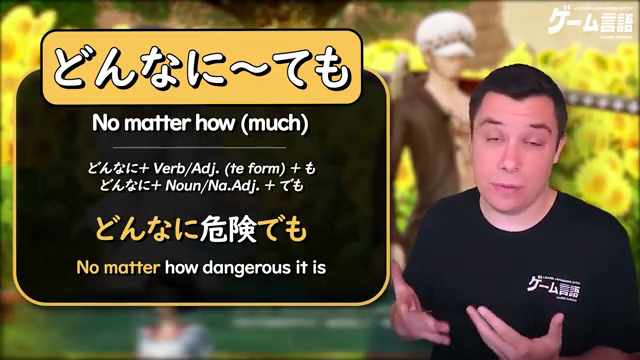 どんなに〜ても
No matter how (much)
どんなに+ Verb/Adj. (te form) + も
どんなに+ Noun/Na.Adj. + でも
どんなに危険でも
No matter how dangerous it is
ゲーム言語
ゲーム言語